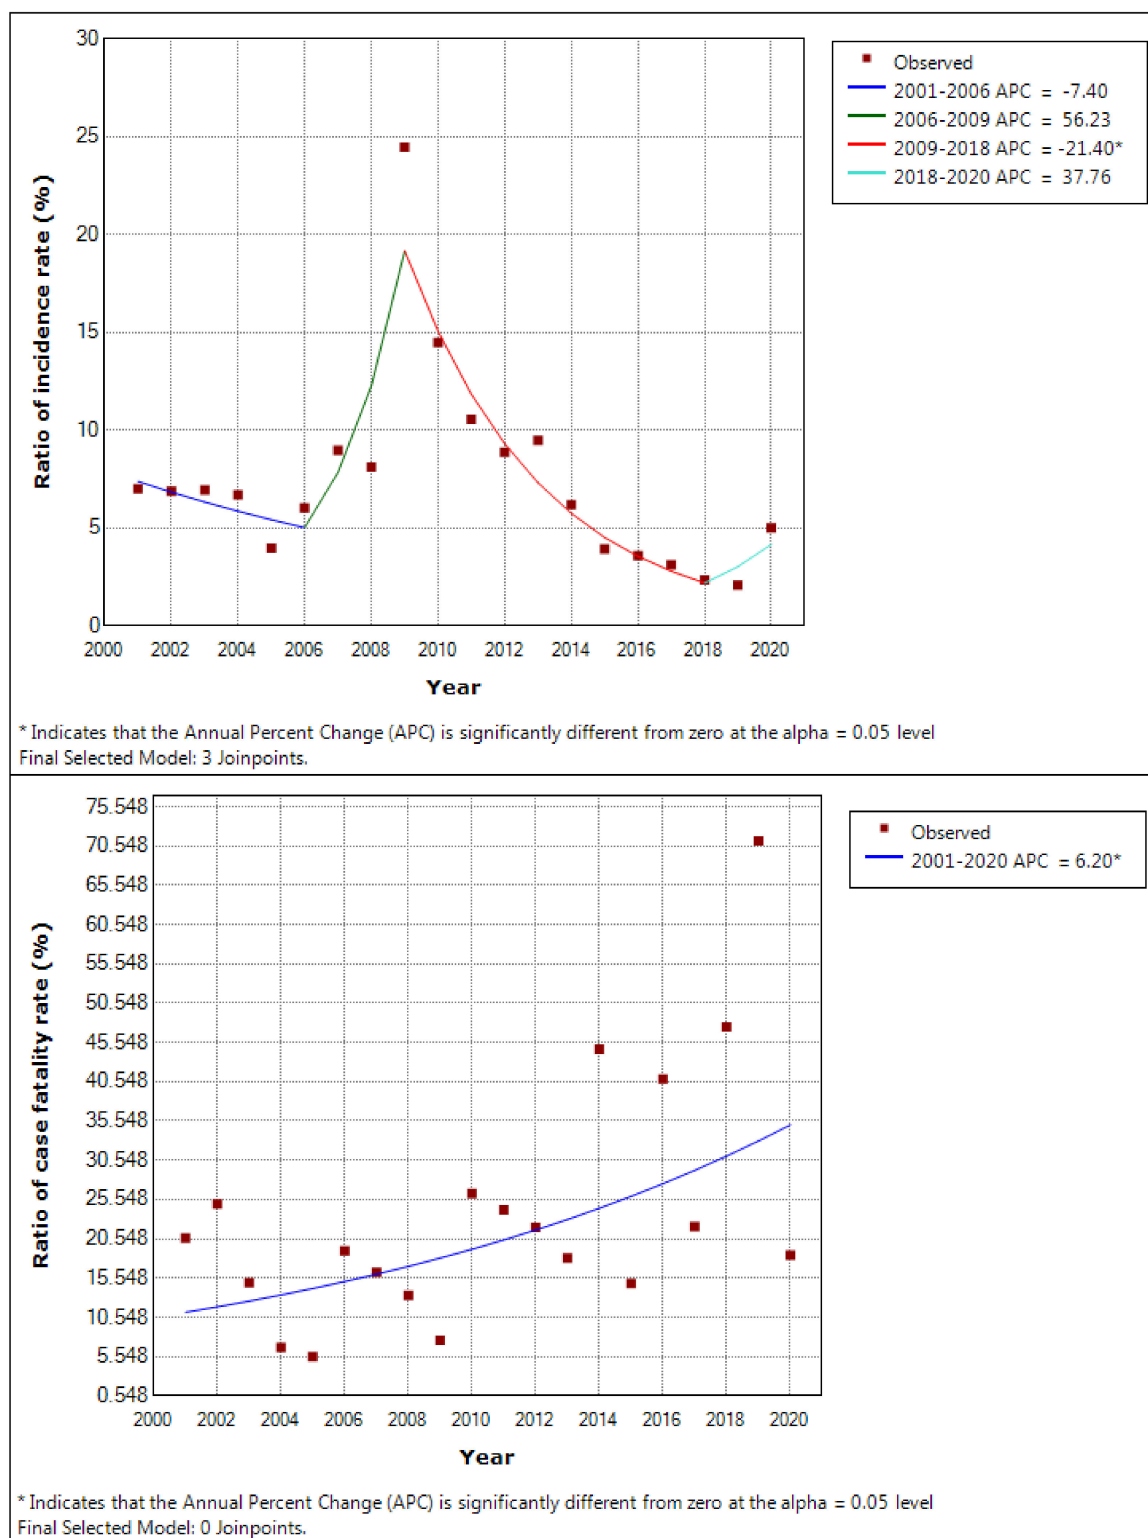 30
25
20
15
10
5
0
Ratio of incidence rate (%)
2000 2002 2004 2006 2008 2010 2012 2014 2016 2018 2020
Year
Observed
2001-2006 APC = -7.40
2006-2009 APC = 56.23
2009-2018 APC = -21.40*
2018-2020 APC = 37.76
* Indicates that the Annual Percent Change (APC) is significantly different from zero at the alpha = 0.05 level
Final Selected Model: 3 Joinpoints.
75.548
70.548
65.548
60.548
55.548
50.548
45.548
40.548
35.548
30.548
25.548
20.548
15.548
10.548
5.548
0.548
Ratio of case fatality rate (%)
2000 2002 2004 2006 2008 2010 2012 2014 2016 2018 2020
Year
Observed
2001-2020 APC = 6.20*
* Indicates that the Annual Percent Change (APC) is significantly different from zero at the alpha = 0.05 level
Final Selected Model: 0 Joinpoints.